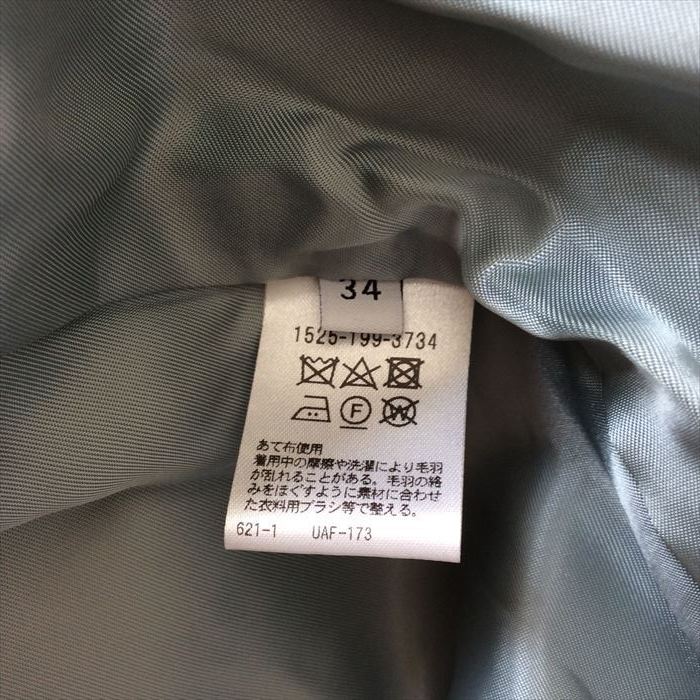 34
1525-199-3734
F W
あて布使用
着用中の摩擦や洗濯により毛羽
が乱れることがある。毛羽の絡
みをほぐすように素材に合わせ
た衣料用ブラシ等で整える。
621-1 UAF-173